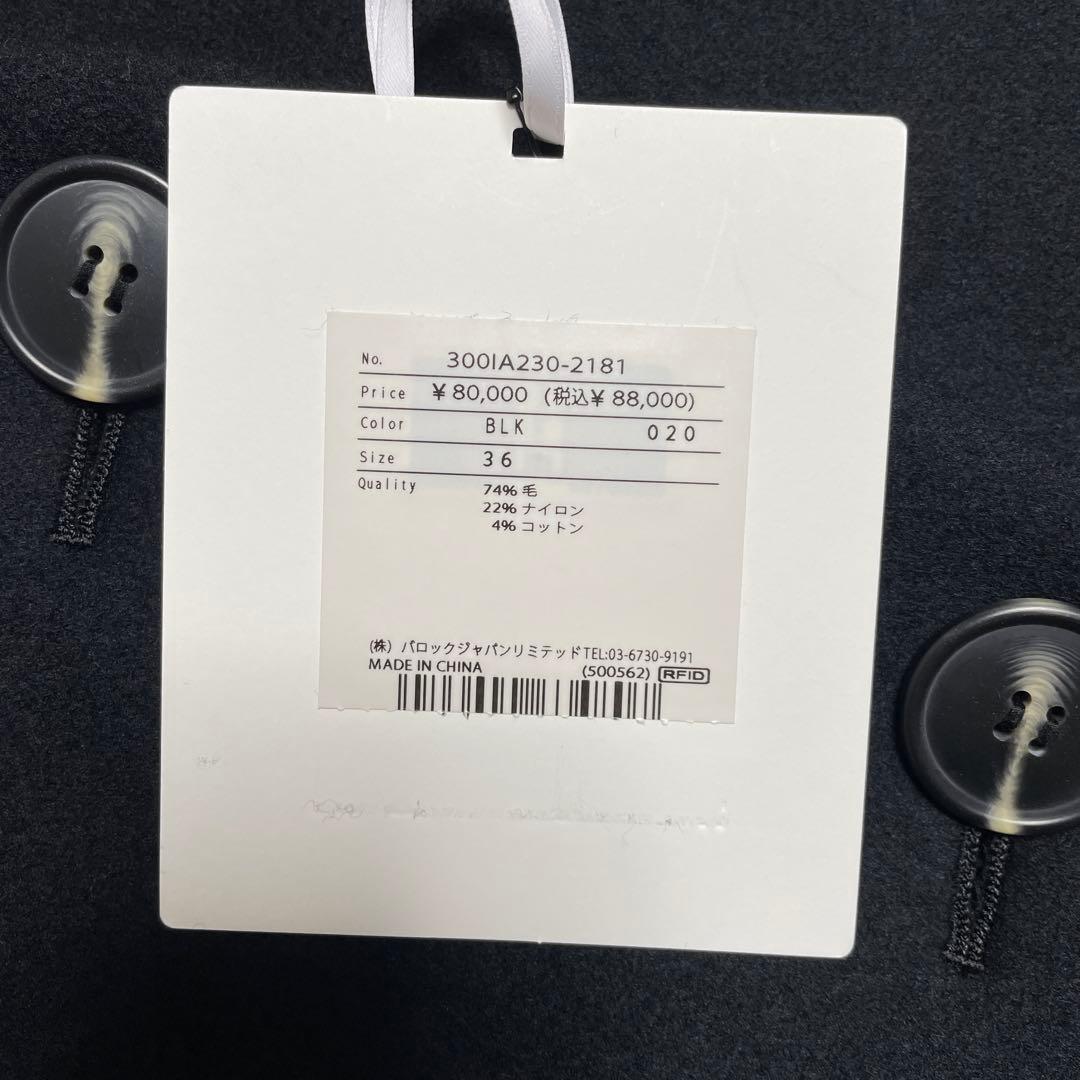 No. 300IA230-2181
Price ¥80,000 (税込¥ 88,000)
Color BLK 020
Size 36
Quality 74% 毛
22% ナイロン
4% コットン
(株) バロックジャパンリミテッドTEL:03-6730-9191
MADE IN CHINA (500562) RFID